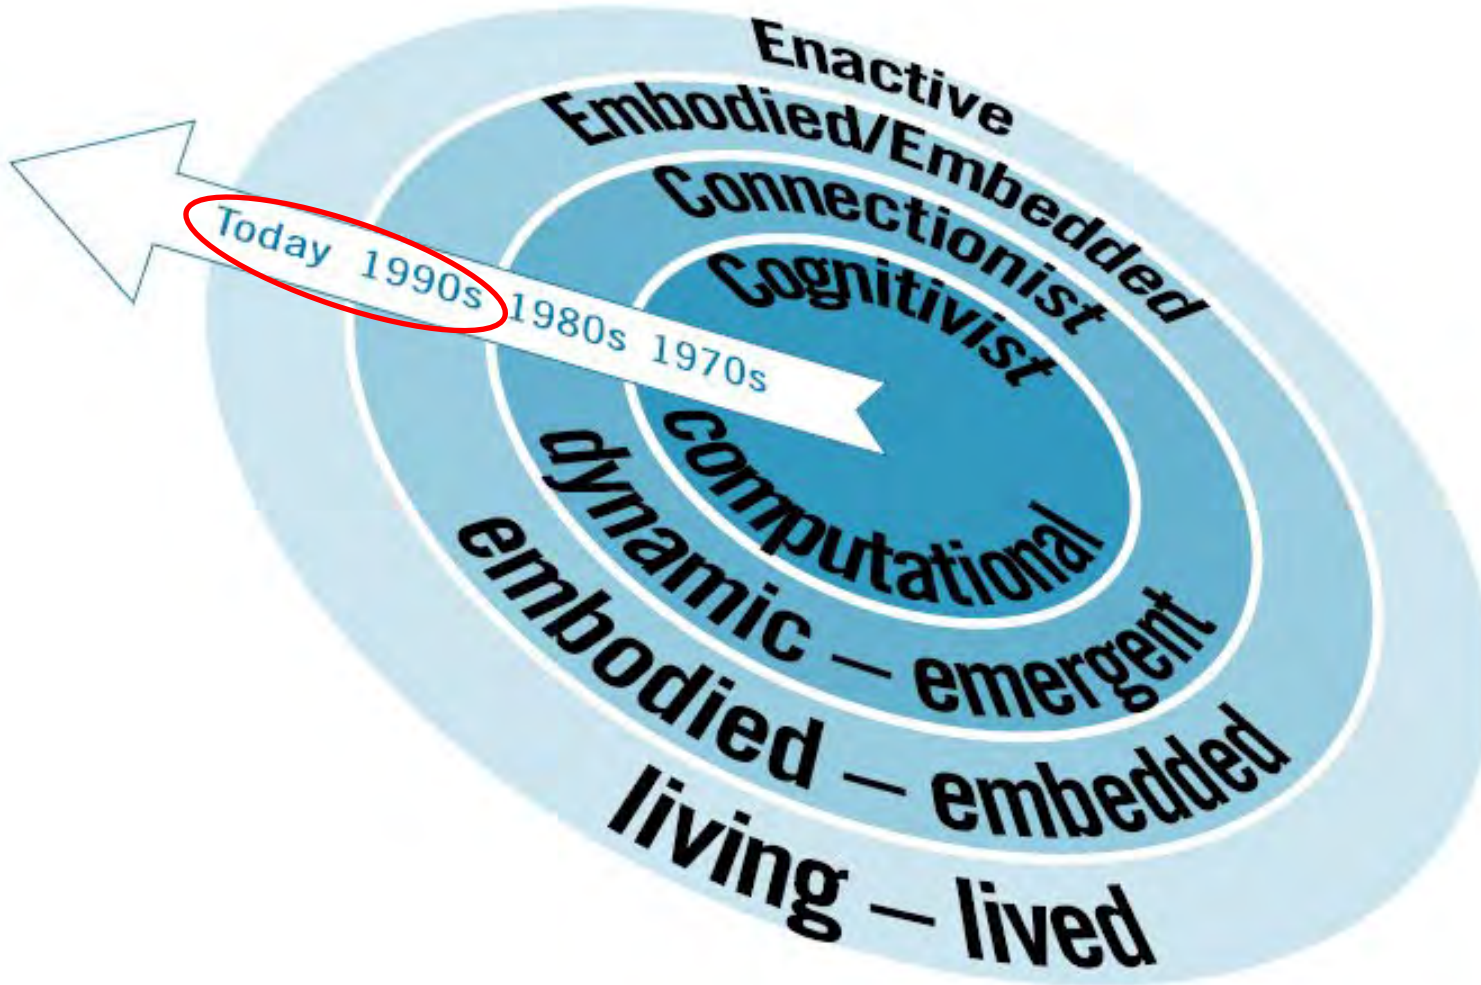 Enactive
Embodied/Embedded
Connectionist
Cognitivist
Today 1990s 1980s 1970s
computational
dynamic — emergent
embodied — embedded
living — lived